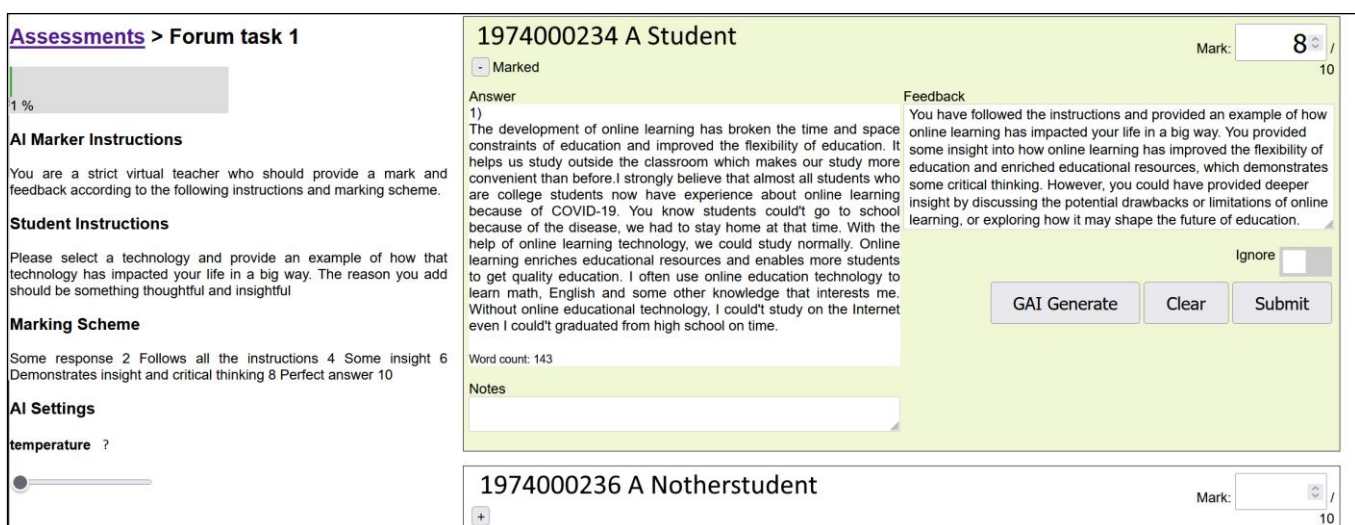 Assessments > Forum task 1
1 %
AI Marker Instructions
You are a strict virtual teacher who should provide a mark and
feedback according to the following instructions and marking scheme.
Student Instructions
Please select a technology and provide an example of how that
technology has impacted your life in a big way. The reason you add
should be something thoughtful and insightful
Marking Scheme
Some response 2 Follows all the instructions 4 Some insight 6
Demonstrates insight and critical thinking 8 Perfect answer 10
AI Settings
temperature ?
1974000234 A Student
Mark: 8 /
10
- Marked
Answer
1)
The development of online learning has broken the time and space
constraints of education and improved the flexibility of education. It
helps us study outside the classroom which makes our study more
convenient than before.I strongly believe that almost all students who
are college students now have experience about online learning
because of COVID-19. You know students could't go to school
because of the disease, we had to stay home at that time. With the
help of online learning technology, we could study normally. Online
learning enriches educational resources and enables more students
to get quality education. I often use online education technology to
learn math, English and some other knowledge that interests me.
Without online educational technology, I could't study on the Internet
even I could't graduated from high school on time.
Word count: 143
Feedback
You have followed the instructions and provided an example of how
online learning has impacted your life in a big way. You provided
some insight into how online learning has improved the flexibility of
education and enriched educational resources, which demonstrates
some critical thinking. However, you could have provided deeper
insight by discussing the potential drawbacks or limitations of online
learning, or exploring how it may shape the future of education.
Ignore
GAI Generate
Clear
Submit
Notes
1974000236 A Notherstudent
Mark: /
10
+